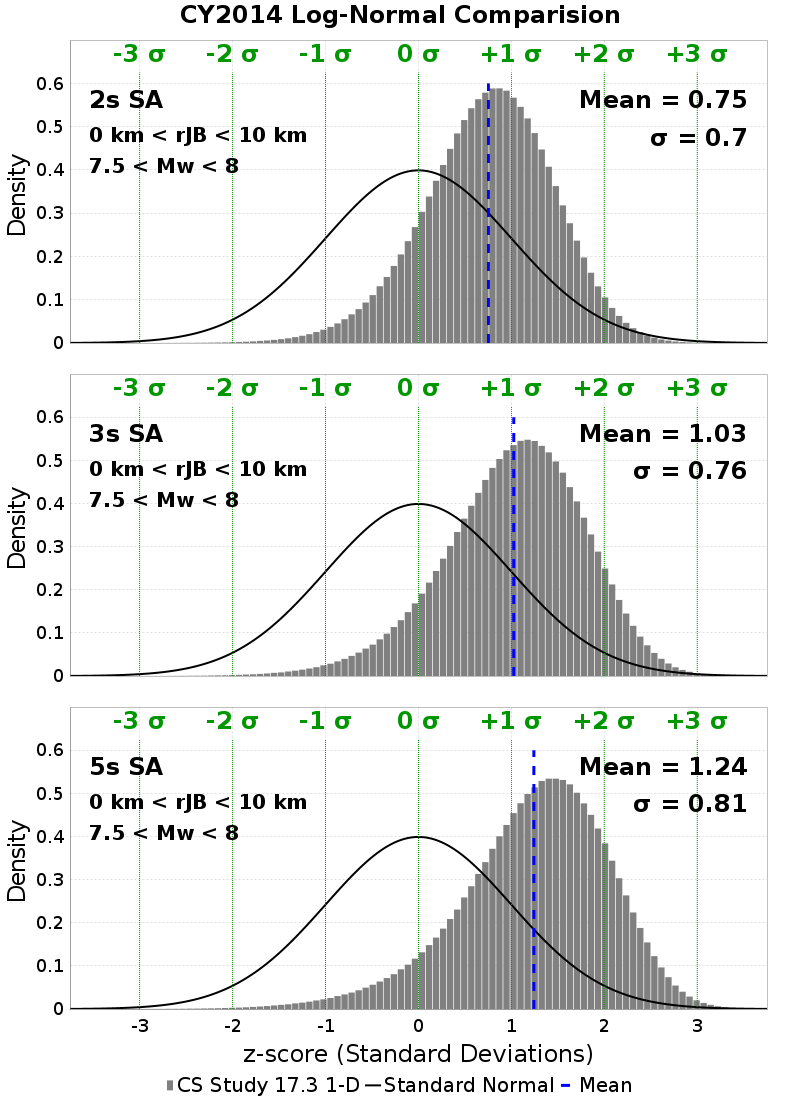 CY2014 Log-Normal Comparision
-3 σ -2 σ -1 σ 0 σ +1 σ +2 σ +3 σ
2s SA
0 km < rJB < 10 km
7.5 < Mw < 8
Mean = 0.75
σ = 0.7
Density
0.6
0.5
0.4
0.3
0.2
0.1
0
-3 σ -2 σ -1 σ 0 σ +1 σ +2 σ +3 σ
3s SA
0 km < rJB < 10 km
7.5 < Mw < 8
Mean = 1.03
σ = 0.76
Density
0.6
0.5
0.4
0.3
0.2
0.1
0
-3 σ -2 σ -1 σ 0 σ +1 σ +2 σ +3 σ
5s SA
0 km < rJB < 10 km
7.5 < Mw < 8
Mean = 1.24
σ = 0.81
Density
0.6
0.5
0.4
0.3
0.2
0.1
0
-3 -2 -1 0 1 2 3
z-score (Standard Deviations)
CS Study 17.3 1-D Standard Normal Mean